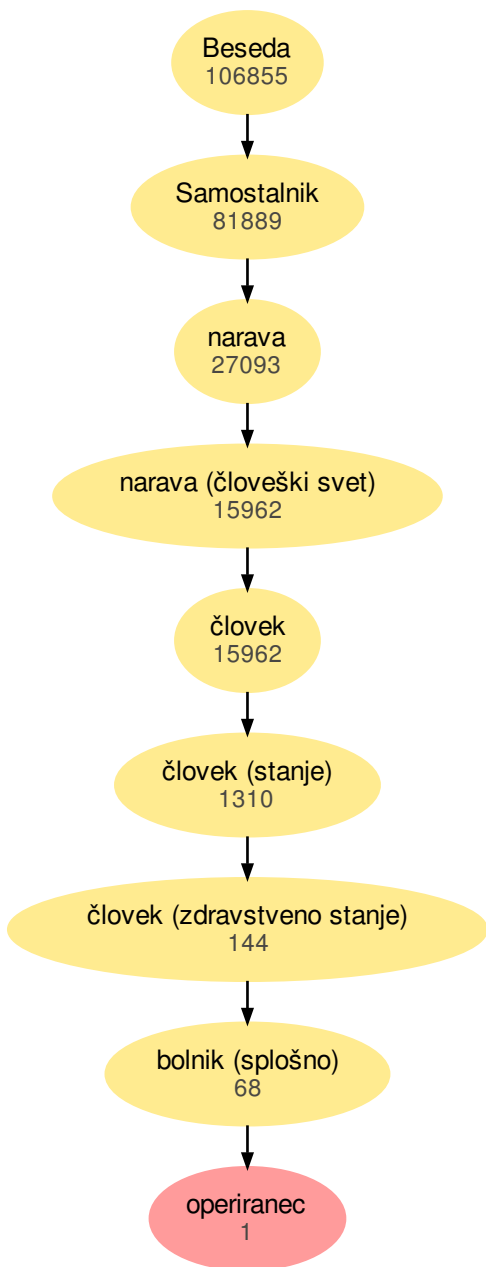 Beseda
106855
Samostalnik
81889
narava
27093
narava (človeški svet)
15962
človek
15962
človek (stanje)
1310
človek (zdravstveno stanje)
144
bolnik (splošno)
68
operiranec
1